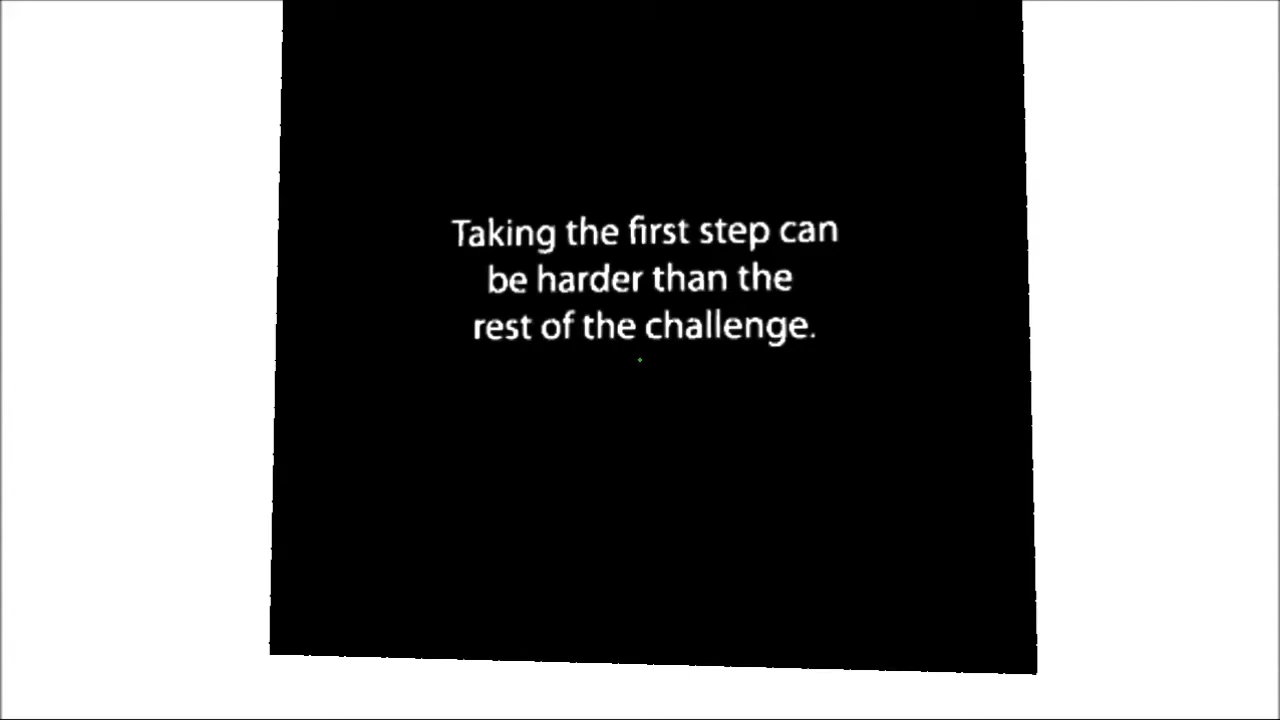 Taking the first step can
be harder than the
rest of the challenge.